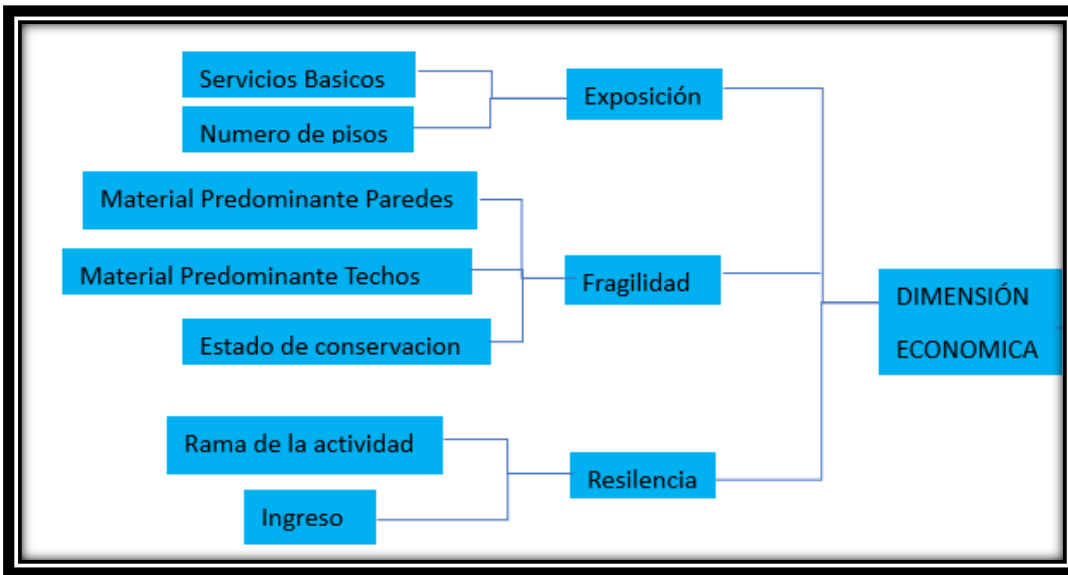 Servicios Basicos
Numero de pisos
Exposición
Material Predominante Paredes
Material Predominante Techos
Estado de conservacion
Fragilidad
Rama de la actividad
Ingreso
Resilencia
DIMENSIÓN
ECONOMICA